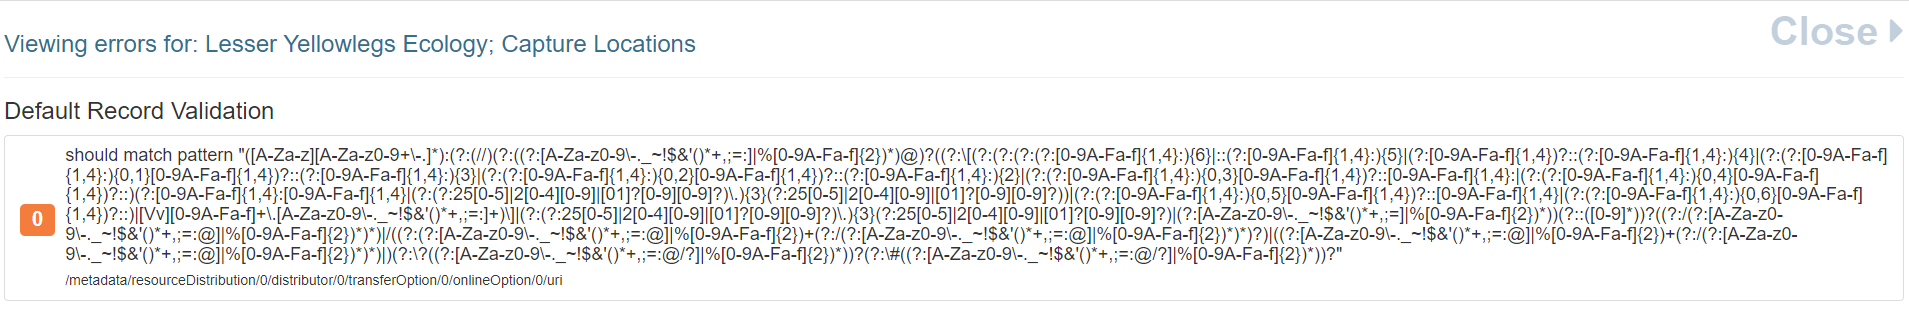 Close
Viewing errors for: Lesser Yellowlegs Ecology; Capture Locations
Default Record Validation
should match pattern "([A-Za-z][A-Za-z0-9+\-.]*):(?:(//)(?:((?:[A-Za-z0-9\-._~!$&'()*+,;=:]|%[0-9A-Fa-f]{2})*)@)?((?:\[(?:(?:(?:(?:[0-9A-Fa-f]{1,4}:){6}|::(?:[0-9A-Fa-f]{1,4}:){5}|(?:[0-9A-Fa-f]{1,4})?::(?:[0-9A-Fa-f]{1,4}:){4}|(?:(?:[0-9A-Fa-f]
{1,4}:){0,1}[0-9A-Fa-f]{1,4})?::(?:[0-9A-Fa-f]{1,4}:){3}|(?:(?:[0-9A-Fa-f]{1,4}:){0,2}[0-9A-Fa-f]{1,4})?::(?:[0-9A-Fa-f]{1,4}:){2}|(?:(?:[0-9A-Fa-f]{1,4}:){0,3}[0-9A-Fa-f]{1,4})?::[0-9A-Fa-f]{1,4}:|(?:(?:[0-9A-Fa-f]{1,4}:){0,4}[0-9A-Fa-f]
{1,4})?::)(?:[0-9A-Fa-f]{1,4}:[0-9A-Fa-f]{1,4}|(?:(?:25[0-5]|2[0-4][0-9]|[01]?[0-9][0-9]?)\.){3}(?:25[0-5]|2[0-4][0-9]|[01]?[0-9][0-9]?))|(?:(?:[0-9A-Fa-f]{1,4}:){0,5}[0-9A-Fa-f]{1,4})?::[0-9A-Fa-f]{1,4}|(?:(?:[0-9A-Fa-f]{1,4}:){0,6}[0-9A-Fa-f]
0 {1,4})?::)|[Vv][0-9A-Fa-f]+\.[A-Za-z0-9\-._~!$&'()*+,;=:]+)\]|(?:(?:25[0-5]|2[0-4][0-9]|[01]?[0-9][0-9]?)\.){3}(?:25[0-5]|2[0-4][0-9]|[01]?[0-9][0-9]?)|(?:[A-Za-z0-9\-._~!$&'()*+,;=]|%[0-9A-Fa-f]{2})*))(?::([0-9]*))?((?:/(?:[A-Za-z0-
9\-._~!$&'()*+,;=:@]|%[0-9A-Fa-f]{2})*)*)|/((?:(?:[A-Za-z0-9\-._~!$&'()*+,;=:@]|%[0-9A-Fa-f]{2})+(?:/(?:[A-Za-z0-9\-._~!$&'()*+,;=:@]|%[0-9A-Fa-f]{2})*)*)?)|((?:[A-Za-z0-9\-._~!$&'()*+,;=:@]|%[0-9A-Fa-f]{2})+(?:/(?:[A-Za-z0-
9\-._~!$&'()*+,;=:@]|%[0-9A-Fa-f]{2})*)*)|)(?:\?((?:[A-Za-z0-9\-._~!$&'()*+,;=:@/?]|%[0-9A-Fa-f]{2})*))?(?:\#((?:[A-Za-z0-9\-._~!$&'()*+,;=:@/?]|%[0-9A-Fa-f]{2})*))?"
/metadata/resourceDistribution/0/distributor/0/transferOption/0/onlineOption/0/uri